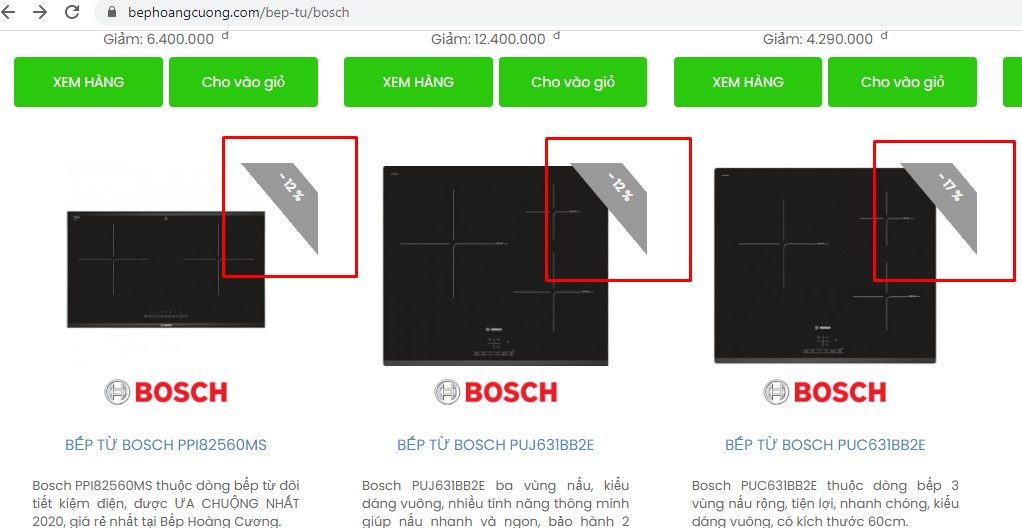 bephoangcuong.com/bep-tu/bosch
Giảm: 6.400.000 đ
Giảm: 12.400.000 đ
Giảm: 4.290.000 đ
XEM HÀNG
Cho vào giỏ
XEM HÀNG
Cho vào giỏ
XEM HÀNG
Cho vào giỏ
- 12 %
- 12 %
- 17 %
BOSCH
BOSCH
BOSCH
BẾP TỪ BOSCH PPI82560MS
BẾP TỪ BOSCH PUJ631BB2E
BẾP TỪ BOSCH PUC631BB2E
Bosch PPI82560MS thuộc dòng bếp từ đôi
tiết kiệm điện, được ƯA CHUỘNG NHẤT
2020, giá rẻ nhất tại Bếp Hoàng Cương.
Bosch PUJ631BB2E ba vùng nấu, kiểu
dáng vuông, nhiều tính năng thông minh
giúp nấu nhanh và ngon, bảo hành 2
Bosch PUC631BB2E thuộc dòng bếp 3
vùng nấu rộng, tiện lợi, nhanh chóng, kiểu
dáng vuông, có kích thước 60cm.